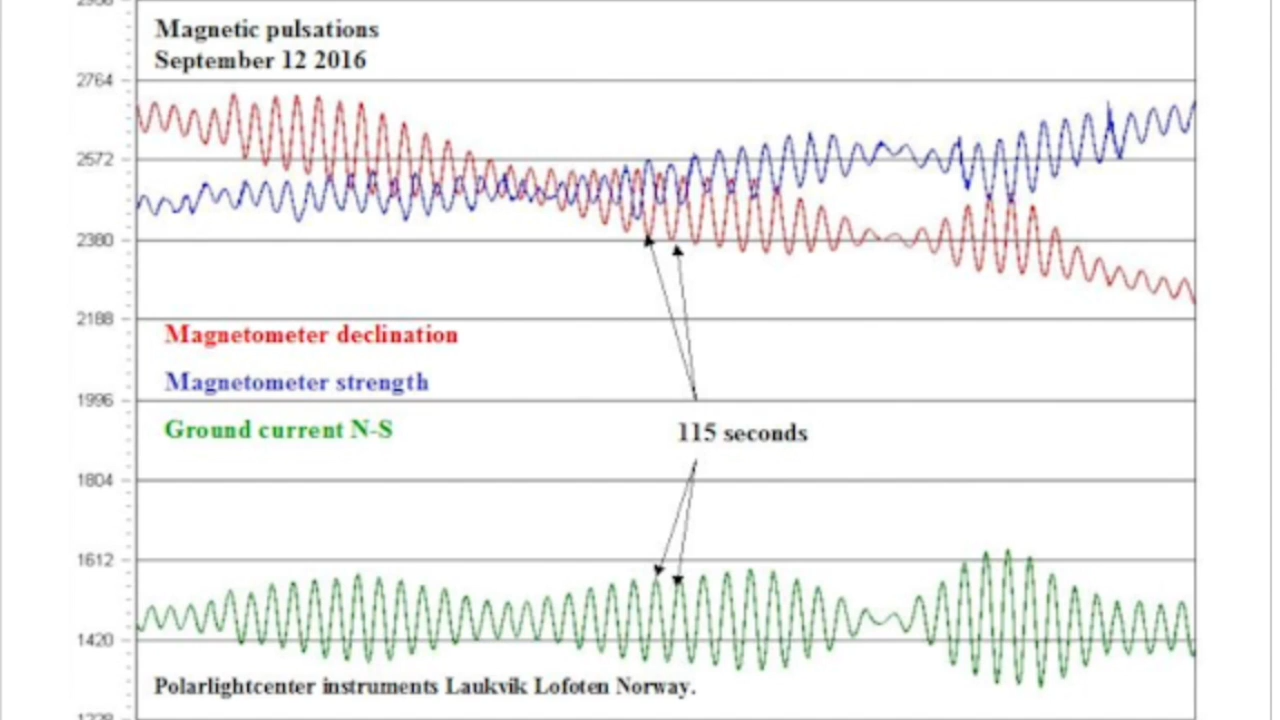 Magnetic pulsations
September 12 2016
2764
2572
2380
2188
Magnetometer declination
Magnetometer strength
1996
Ground current N-S
115 seconds
1804
1612
1420
Polarlightcenter instruments Laukvik Lofoten Norway.